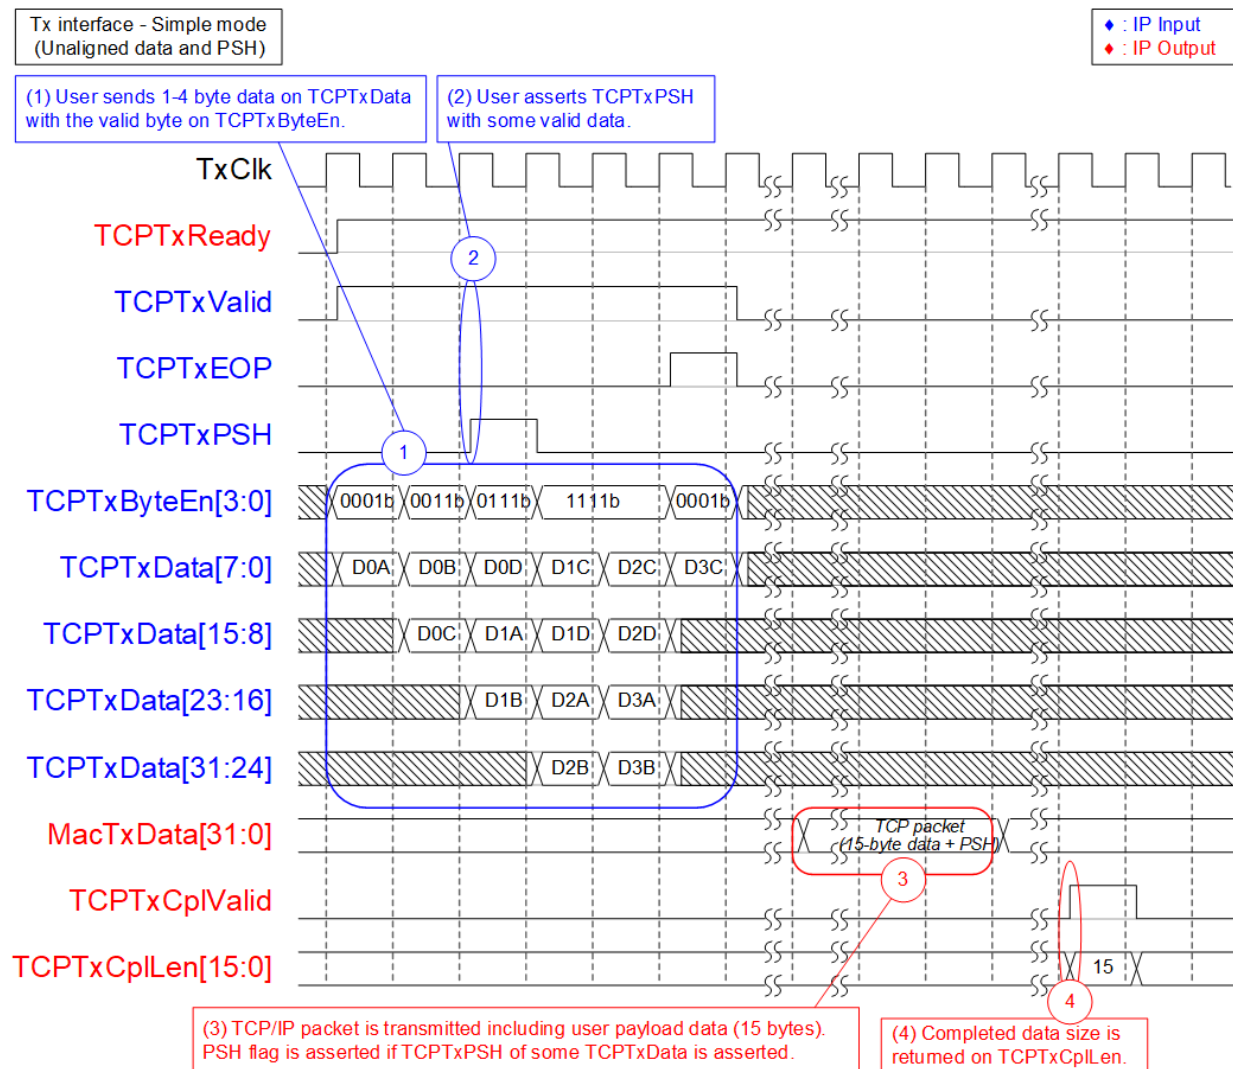 Tx interface - Simple mode
(Unaligned data and PSH)
♦ : IP Input
♦ : IP Output
(1) User sends 1-4 byte data on TCPTxData
with the valid byte on TCPTxByteEn.
(2) User asserts TCPTxPSH
with some valid data.
TxClk
TCPTxReady
2
TCPTxValid
TCPTxEOP
TCPTxPSH
1
TCPTxByteEn[3:0] 0001b 0011b 0111b 1111b 0001b
TCPTxData[7:0] D0A D0B D0D D1C D2C D3C
TCPTxData[15:8] D0C D1A D1D D2D
TCPTxData[23:16] D1B D2A D3A
TCPTxData[31:24] D2B D3B
MacTxData[31:0] TCP packet
(15-byte data + PSH)
3
TCPTxCplValid
TCPTxCplLen[15:0] 15
4
(3) TCP/IP packet is transmitted including user payload data (15 bytes).
PSH flag is asserted if TCPTxPSH of some TCPTxData is asserted.
(4) Completed data size is
returned on TCPTxCplLen.